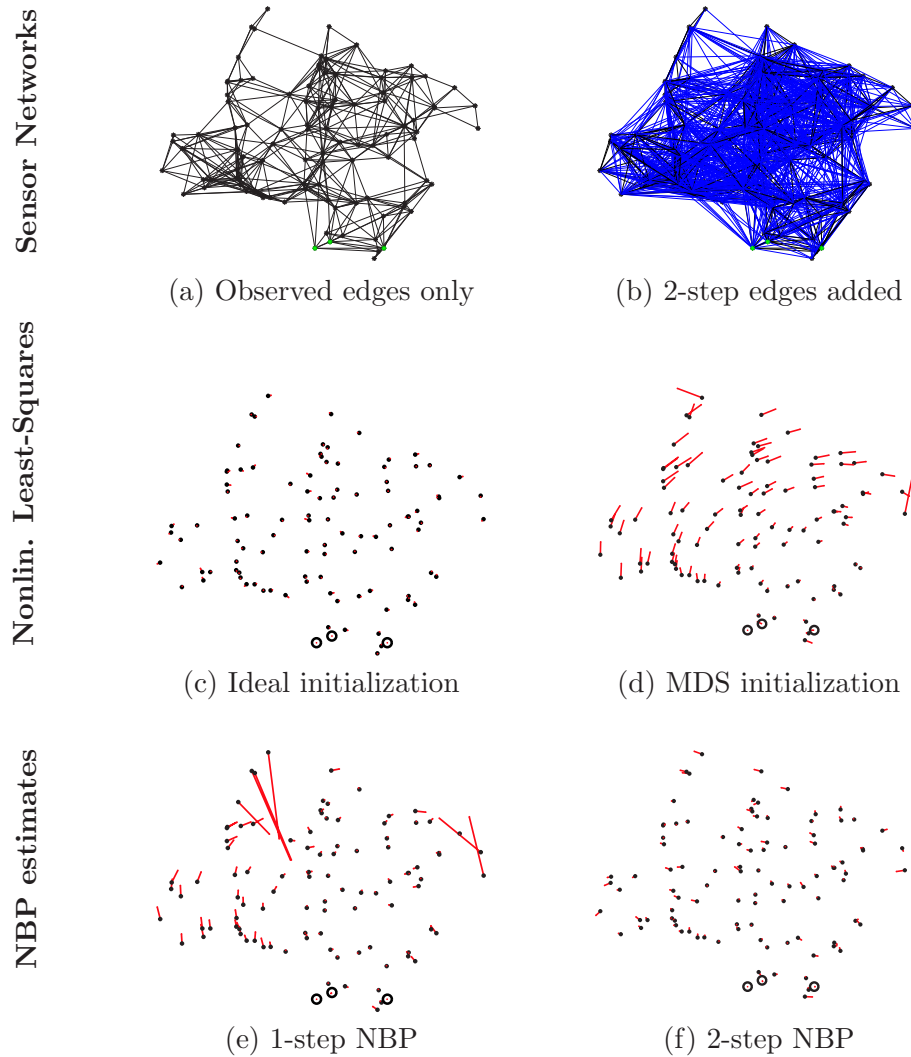 Sensor Networks
(a) Observed edges only
(b) 2-step edges added
Nonlin. Least-Squares
(c) Ideal initialization
(d) MDS initialization
NBP estimates
(e) 1-step NBP
(f) 2-step NBP